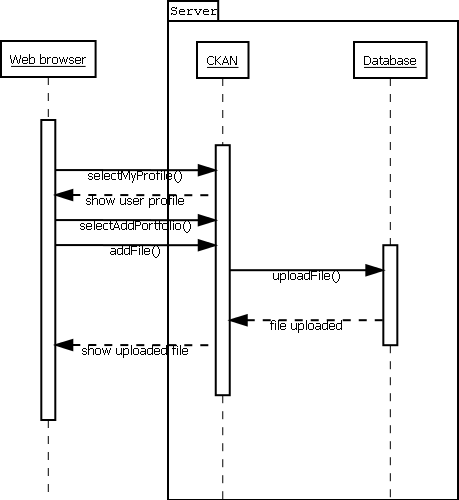 Server
Web browser
CKAN
Database
selectMyProfile()
show user profile
selectAddPortfolio()
addFile()
uploadFile()
file uploaded
show uploaded file